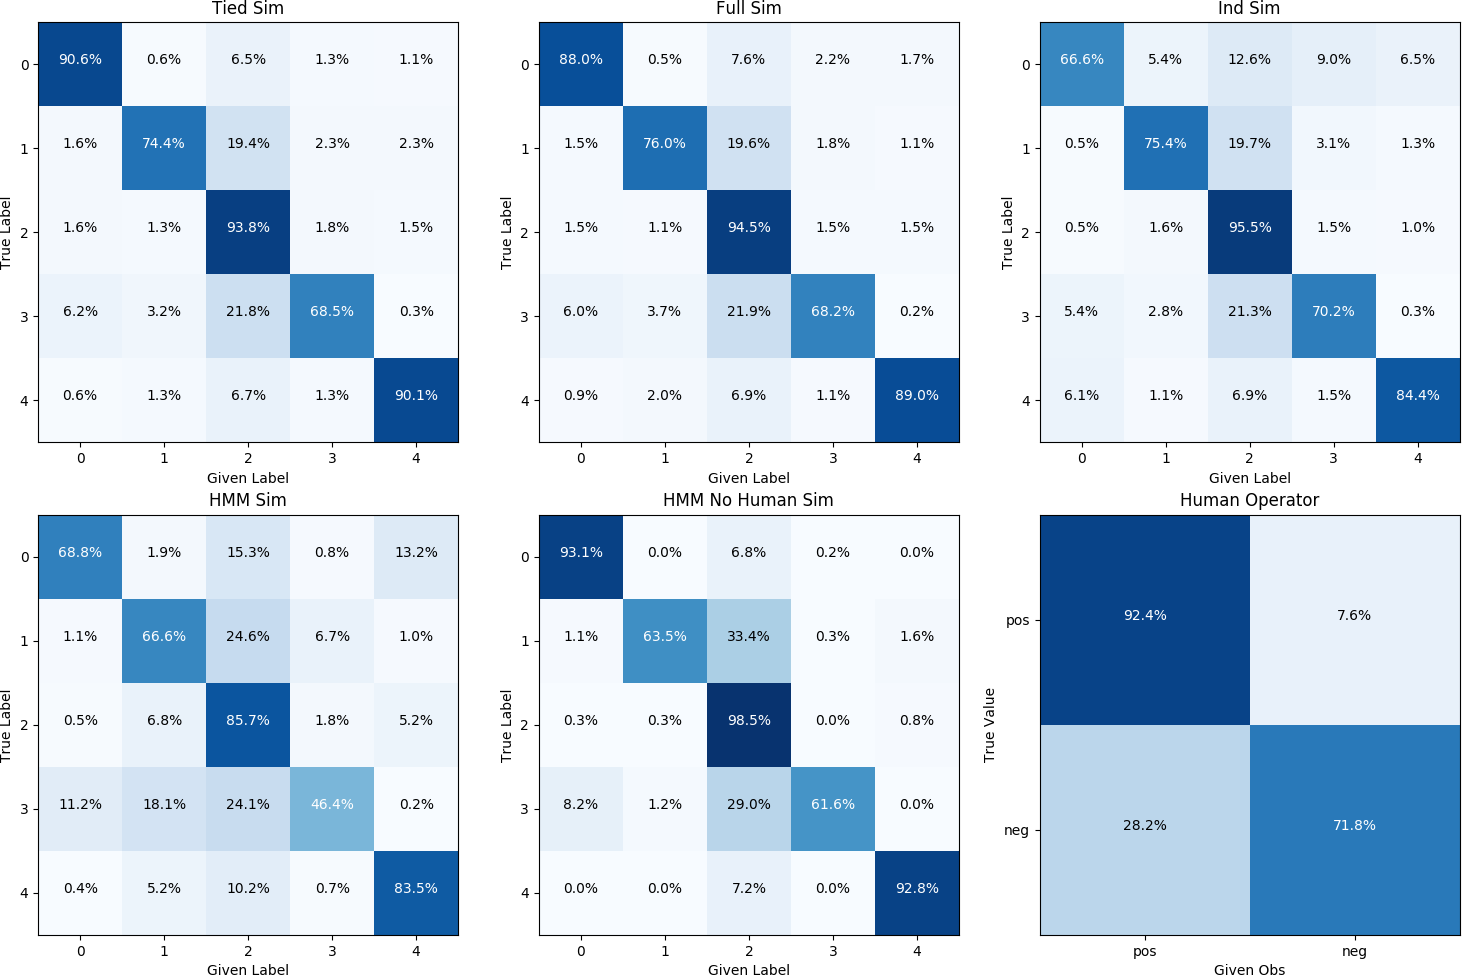 Tied Sim
0 90.6% 0.6% 6.5% 1.3% 1.1%
1 1.6% 74.4% 19.4% 2.3% 2.3%
2 1.6% 1.3% 93.8% 1.8% 1.5%
3 6.2% 3.2% 21.8% 68.5% 0.3%
4 0.6% 1.3% 6.7% 1.3% 90.1%
0 1 2 3 4
True Label
Given Label
Full Sim
0 88.0% 0.5% 7.6% 2.2% 1.7%
1 1.5% 76.0% 19.6% 1.8% 1.1%
2 1.5% 1.1% 94.5% 1.5% 1.5%
3 6.0% 3.7% 21.9% 68.2% 0.2%
4 0.9% 2.0% 6.9% 1.1% 89.0%
0 1 2 3 4
True Label
Given Label
Ind Sim
0 66.6% 5.4% 12.6% 9.0% 6.5%
1 0.5% 75.4% 19.7% 3.1% 1.3%
2 0.5% 1.6% 95.5% 1.5% 1.0%
3 5.4% 2.8% 21.3% 70.2% 0.3%
4 6.1% 1.1% 6.9% 1.5% 84.4%
0 1 2 3 4
True Label
Given Label
HMM Sim
0 68.8% 1.9% 15.3% 0.8% 13.2%
1 1.1% 66.6% 24.6% 6.7% 1.0%
2 0.5% 6.8% 85.7% 1.8% 5.2%
3 11.2% 18.1% 24.1% 46.4% 0.2%
4 0.4% 5.2% 10.2% 0.7% 83.5%
0 1 2 3 4
True Label
Given Label
HMM No Human Sim
0 93.1% 0.0% 6.8% 0.2% 0.0%
1 1.1% 63.5% 33.4% 0.3% 1.6%
2 0.3% 0.3% 98.5% 0.0% 0.8%
3 8.2% 1.2% 29.0% 61.6% 0.0%
4 0.0% 0.0% 7.2% 0.0% 92.8%
0 1 2 3 4
True Label
Given Label
Human Operator
pos 92.4% 7.6%
neg 28.2% 71.8%
pos neg
True Value
Given Obs